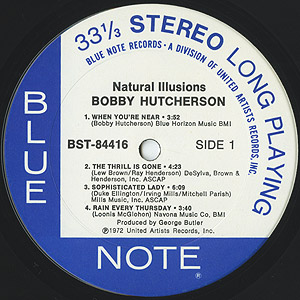 33 1/3 STEREO LONG PLAYING
BLUE NOTE RECORDS • A DIVISION OF UNITED ARTISTS RECORDS, INC.
Natural Illusions
BOBBY HUTCHERSON
1. WHEN YOU'RE NEAR • 3:52
(Bobby Hutcherson) Blue Horizon Music BMI
BST-84416 SIDE 1
2. THE THRILL IS GONE • 4:23
(Lew Brown/Ray Henderson) DeSylva, Brown &
Henderson, Inc. ASCAP
3. SOPHISTICATED LADY • 6:09
(Duke Ellington/Irving Mills/Mitchell Parish)
Mills Music Inc. ASCAP
4. RAIN EVERY THURSDAY • 3:40
(Loonis McGlohon) Navona Music Co. BMI
Produced by George Butler
℗1972 United Artists Records, Inc.
BLUE
NOTE®